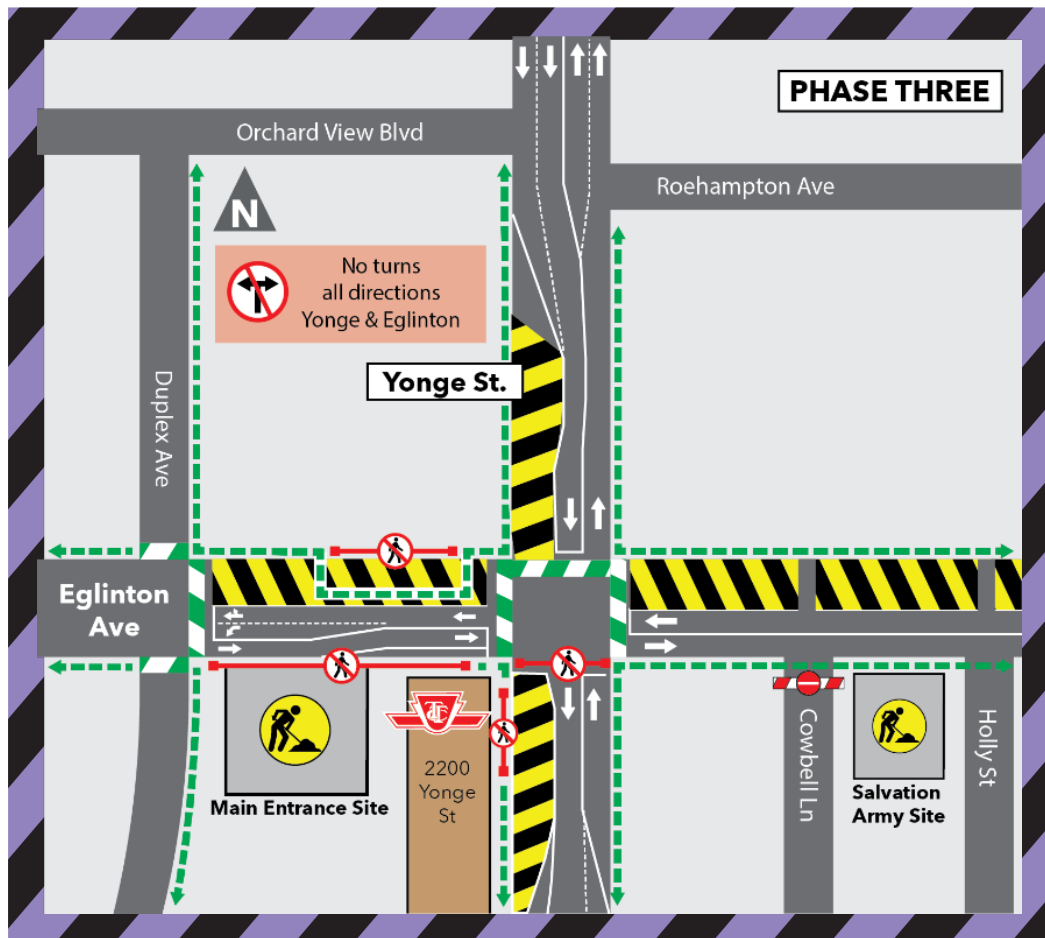 PHASE THREE
Orchard View Blvd
Roehampton Ave
N
No turns
all directions
Yonge & Eglinton
Yonge St.
Duplex Ave
Eglinton
Ave
TTC
2200
Yonge
St
Main Entrance Site
Cowbell Ln
Salvation
Army Site
Holly St